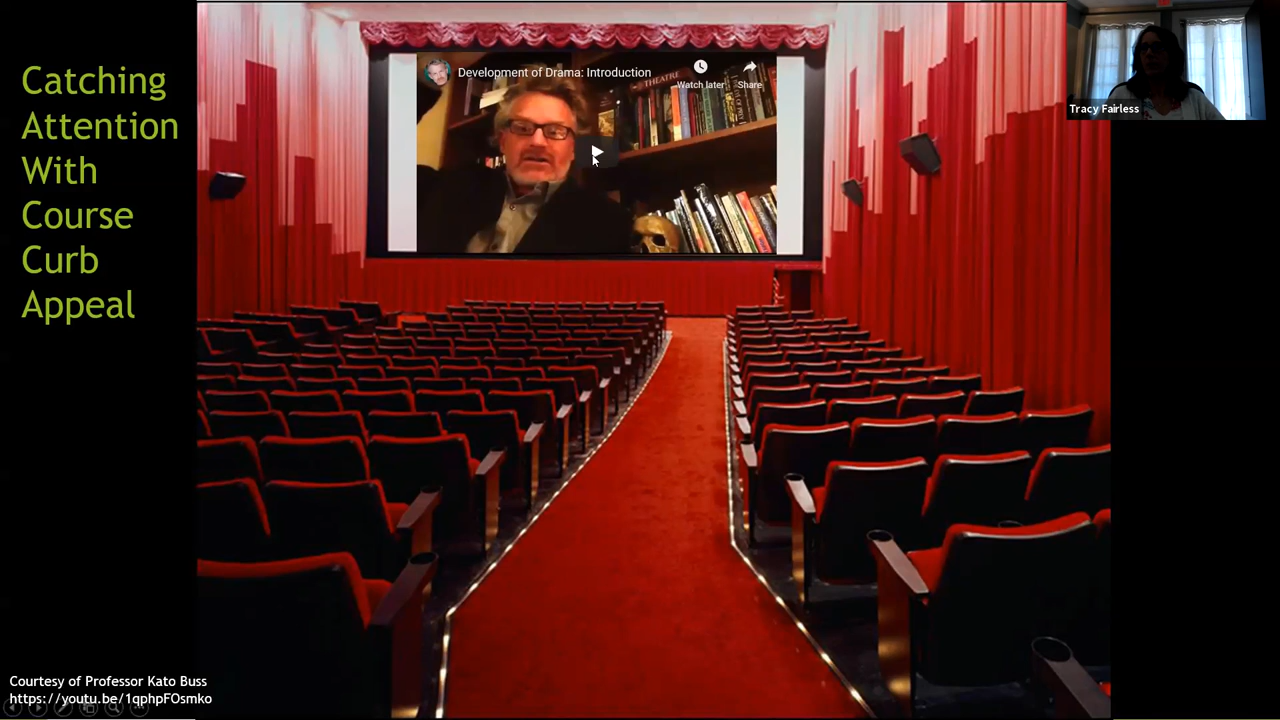 Catching
Attention
With
Course
Curb
Appeal
Development of Drama: Introduction
Watch later
Share
THEATRE
Tracy Fairless
Courtesy of Professor Kato Buss
https://youtu.be/1qphpFOsmko